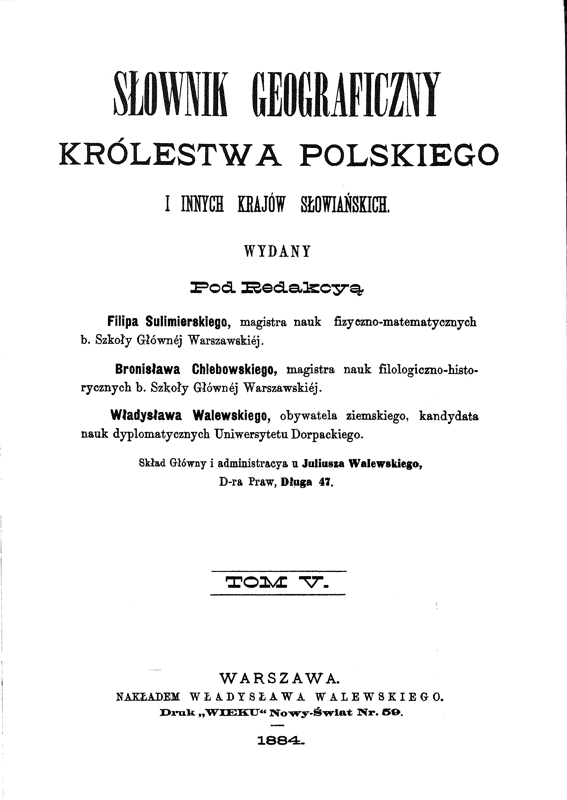 SŁOWNIK GEOGRAFICZNY
KRÓLESTWA POLSKIEGO
I INNYCH KRAJÓW SŁOWIAŃSKICH.
WYDANY
Pod Redakcyą
Filipa Sulimierskiego, magistra nauk fizyczno-matematycznych
b. Szkoły Głównéj Warszawskiéj.
Bronisława Chlebowskiego, magistra nauk filologiczno-histo-
rycznych b. Szkoły Głównéj Warszawskiéj.
Władysława Walewskiego, obywatela ziemskiego, kandydata
nauk dyplomatycznych Uniwersytetu Dorpackiego.
Skład Główny i administracya u Juliusza Walewskiego,
D-ra Praw, Długa 47.
TOM V.
WARSZAWA.
NAKŁADEM WŁADYSŁAWA WALEWSKIEGO.
Druk „WIEKU“ Nowy-Świat Nr. 59.
1884.